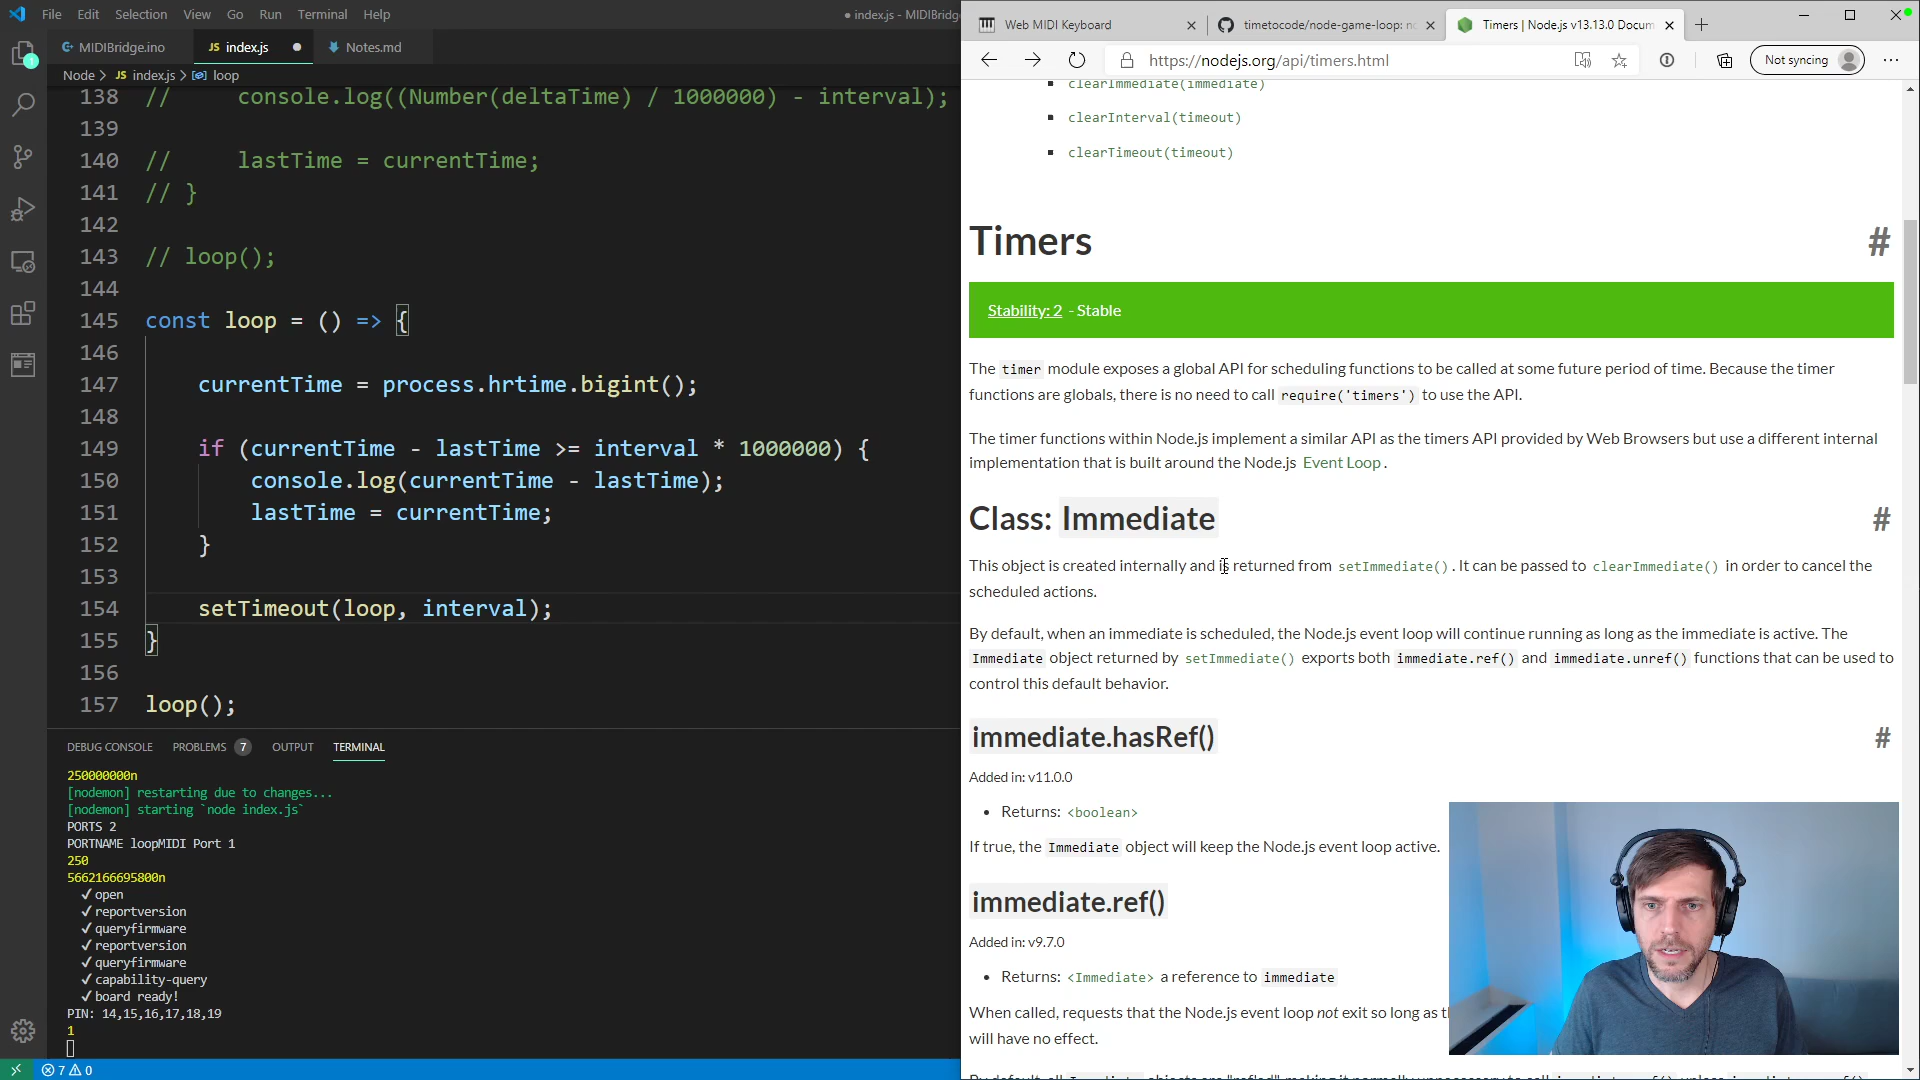 File Edit Selection View Go Run Terminal Help
● index.js - MIDIBridg
MIDIBridge.ino
JS index.js ●
Notes.md
Node > JS index.js > loop
138 // console.log((Number(deltaTime) / 1000000) - interval);
139
140 // lastTime = currentTime;
141 // }
142
143 // loop();
144
145 const loop = () => {
146
147 currentTime = process.hrtime.bigint();
148
149 if (currentTime - lastTime >= interval * 1000000) {
150 console.log(currentTime - lastTime);
151 lastTime = currentTime;
152 }
153
154 setTimeout(loop, interval);
155 }
156
157 loop();
DEBUG CONSOLE PROBLEMS 7 OUTPUT TERMINAL
250000000n
[nodemon] restarting due to changes...
[nodemon] starting `node index.js`
PORTS 2
PORTNAME loopMIDI Port 1
250
5662166695800n
✓ open
✓ reportversion
✓ queryfirmware
✓ reportversion
✓ queryfirmware
✓ capability-query
✓ board ready!
PIN: 14,15,16,17,18,19
1
7 0
1
Web MIDI Keyboard
timetocode/node-game-loop: n
Timers | Node.js v13.13.0 Docum
https://nodejs.org/api/timers.html
Not syncing
clearImmediate(immediate)
clearInterval(timeout)
clearTimeout(timeout)
Timers #
Stability: 2 - Stable
The timer module exposes a global API for scheduling functions to be called at some future period of time. Because the timer
functions are globals, there is no need to call require('timers') to use the API.
The timer functions within Node.js implement a similar API as the timers API provided by Web Browsers but use a different internal
implementation that is built around the Node.js Event Loop.
Class: Immediate #
This object is created internally and is returned from setImmediate(). It can be passed to clearImmediate() in order to cancel the
scheduled actions.
By default, when an immediate is scheduled, the Node.js event loop will continue running as long as the immediate is active. The
Immediate object returned by setImmediate() exports both immediate.ref() and immediate.unref() functions that can be used to
control this default behavior.
immediate.hasRef() #
Added in: v11.0.0
• Returns: <boolean>
If true, the Immediate object will keep the Node.js event loop active.
immediate.ref()
Added in: v9.7.0
• Returns: <Immediate> a reference to immediate
When called, requests that the Node.js event loop not exit so long as t
will have no effect.